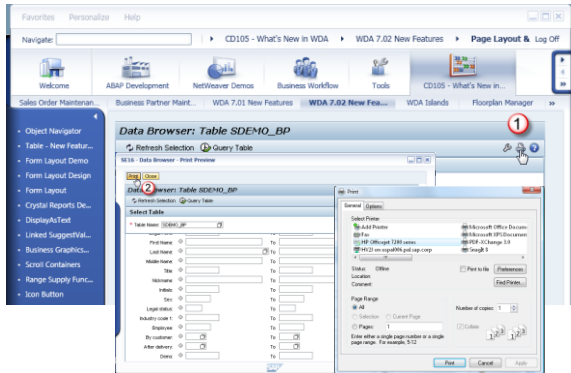 Favorites Personalize Help
Navigate: CD105 - What's New in WDA WDA 7.02 New Features Page Layout & Log Off
Welcome ABAP Development NetWeaver Demos Business Workflow Tools CD105 - What's New in...
Sales Order Maintenan... Business Partner Maint... WDA 7.01 New Features WDA 7.02 New Fea... WDA Islands Floorplan Manager
Object Navigator
Table - New Featur...
Form Layout Demo
Form Layout Design
Form Layout
Crystal Reports De...
DisplayAsText
Linked SuggestVal...
Business Graphics...
Scroll Containers
Range Supply Func...
Icon Button
Data Browser: Table SDEMO_BP
Refresh Selection Query Table
1
SE16 - Data Browser - Print Preview
Print Close
2
Data Browser: Table SDEMO_BP
Refresh Selection Query Table
Select Table
* Table Name: SDEMO_BP
First Name: To
Last Name: To
Middle Name: To
Title: To
Nickname: To
Initials: To
Sex: To
Legal status: To
Industry code 1: To
Employee To
By customer: To
After delivery: To
Demo To
SAP
Print
General Options
Select Printer
Add Printer
Fax
HP Officejet 7200 series
Microsoft Office Docum
Microsoft XPS Documen
PDF-XChange 3.0
SnagIt 8
Status: Offline
Location:
Comment:
Print to file Preferences
Find Printer...
Page Range
All
Selection Current Page
Pages: 1
Enter either a single page number or a single
page range. For example, 5-12
Number of copies: 1
Collate
Print Cancel Apply